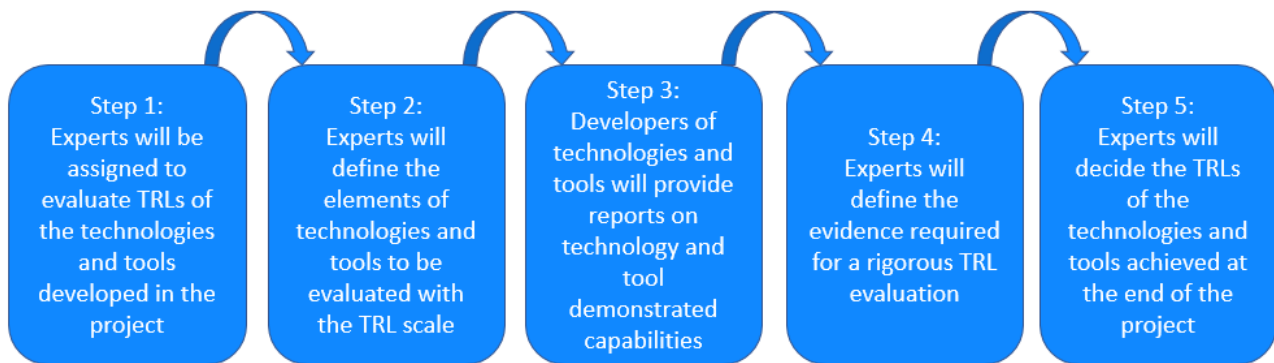 Step 1:
Experts will be
assigned to
evaluate TRLs of
the technologies
and tools
developed in the
project
Step 2:
Experts will
define the
elements of
technologies and
tools to be
evaluated with
the TRL scale
Step 3:
Developers of
technologies and
tools will provide
reports on
technology and
tool
demonstrated
capabilities
Step 4:
Experts will
define the
evidence required
for a rigorous TRL
evaluation
Step 5:
Experts will
decide the TRLs
of the
technologies and
tools achieved at
the end of the
project